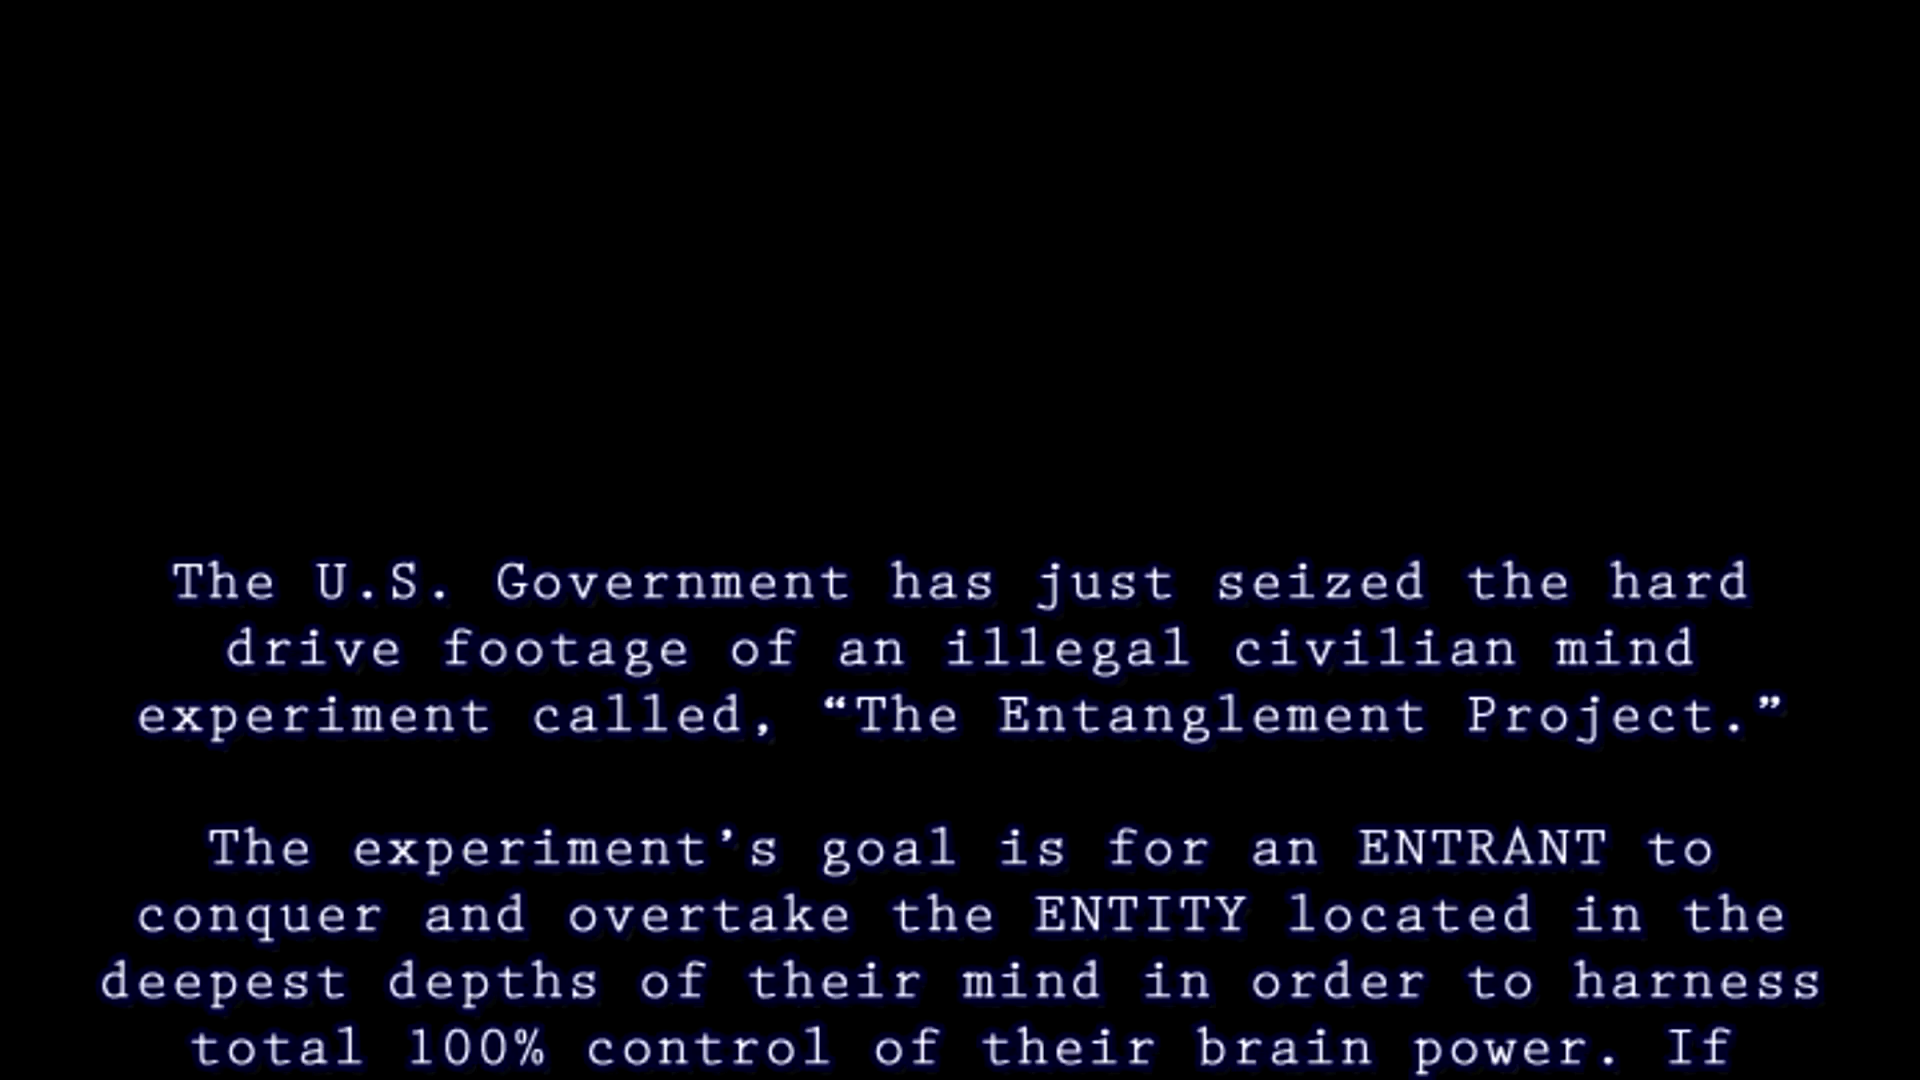 The U.S. Government has just seized the hard
drive footage of an illegal civilian mind
experiment called, “The Entanglement Project.”
The experiment’s goal is for an ENTRANT to
conquer and overtake the ENTITY located in the
deepest depths of their mind in order to harness
total 100% control of their brain power. If